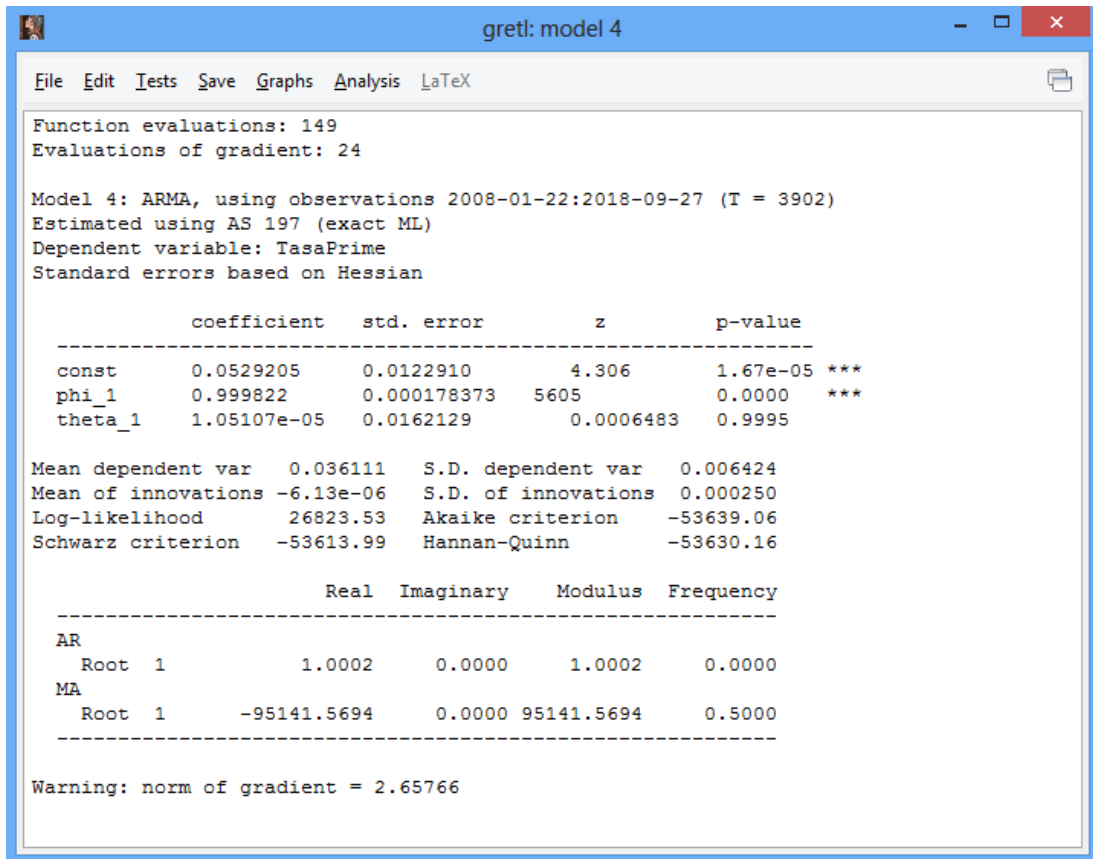 gretl: model 4
File Edit Tests Save Graphs Analysis LaTeX
Function evaluations: 149
Evaluations of gradient: 24
Model 4: ARMA, using observations 2008-01-22:2018-09-27 (T = 3902)
Estimated using AS 197 (exact ML)
Dependent variable: TasaPrime
Standard errors based on Hessian
coefficient std. error z p-value
const 0.0529205 0.0122910 4.306 1.67e-05 ***
phi_1 0.999822 0.000178373 5605 0.0000 ***
theta_1 1.05107e-05 0.0162129 0.0006483 0.9995
Mean dependent var 0.036111 S.D. dependent var 0.006424
Mean of innovations -6.13e-06 S.D. of innovations 0.000250
Log-likelihood 26823.53 Akaike criterion -53639.06
Schwarz criterion -53613.99 Hannan-Quinn -53630.16
Real Imaginary Modulus Frequency
AR
Root 1 1.0002 0.0000 1.0002 0.0000
MA
Root 1 -95141.5694 0.0000 95141.5694 0.5000
Warning: norm of gradient = 2.65766